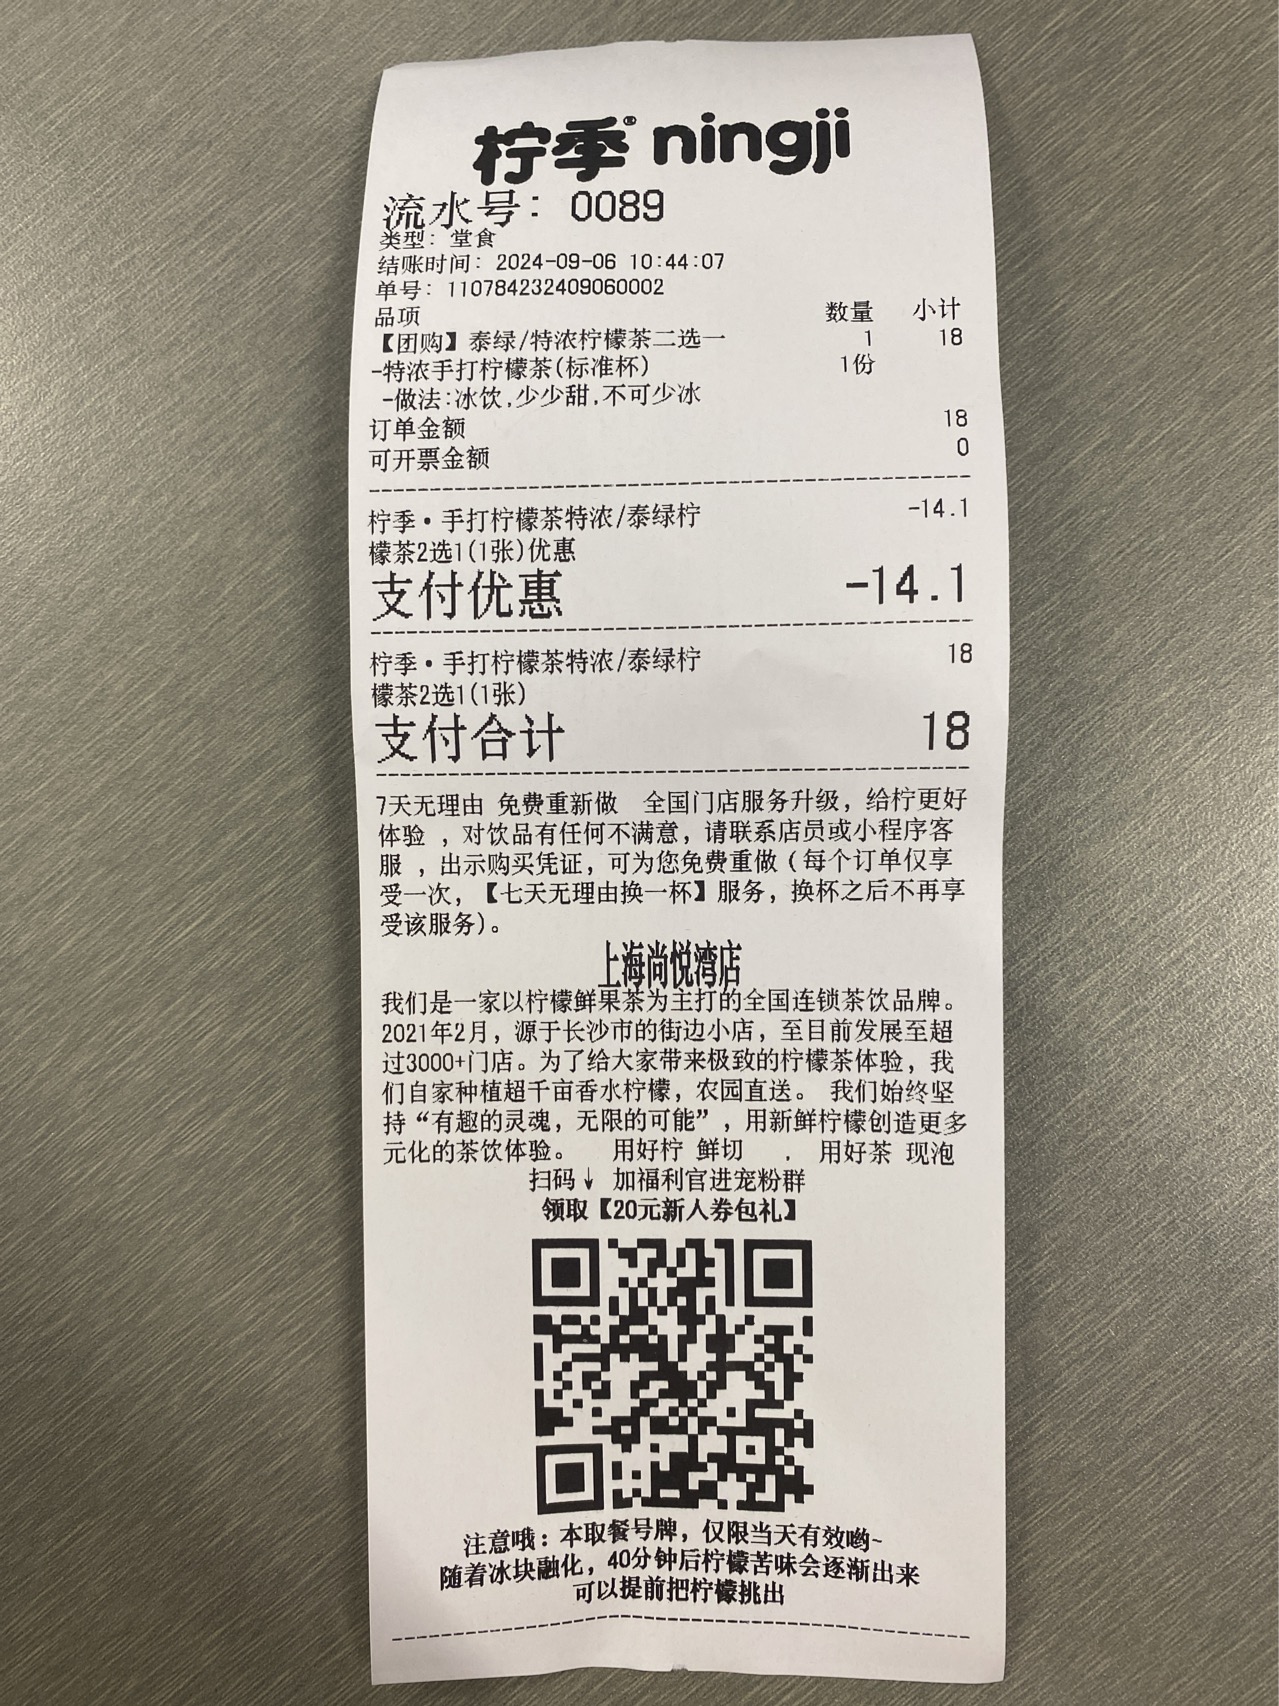 柠季® ningji
流水号: 0089
类型: 堂食
结账时间: 2024-09-06 10:44:07
单号: 110784232409060002
品项 数量 小计
【团购】泰绿/特浓柠檬茶二选一 1 18
-特浓手打柠檬茶(标准杯) 1份
-做法:冰饮,少少甜,不可少冰
订单金额 18
可开票金额 0
柠季·手打柠檬茶特浓/泰绿柠 -14.1
檬茶2选1(1张)优惠
支付优惠 -14.1
柠季·手打柠檬茶特浓/泰绿柠 18
檬茶2选1(1张)
支付合计 18
7天无理由 免费重新做 全国门店服务升级，给柠更好
体验 ，对饮品有任何不满意，请联系店员或小程序客
服 ，出示购买凭证，可为您免费重做（每个订单仅享
受一次，【七天无理由换一杯】服务，换杯之后不再享
受该服务）。
上海尚悦湾店
我们是一家以柠檬鲜果茶为主打的全国连锁茶饮品牌。
2021年2月，源于长沙市的街边小店，至目前发展至超
过3000+门店。为了给大家带来极致的柠檬茶体验，我
们自家种植超千亩香水柠檬，农园直送。 我们始终坚
持“有趣的灵魂，无限的可能”，用新鲜柠檬创造更多
元化的茶饮体验。 用好柠 鲜切 . 用好茶 现泡
扫码↓ 加福利官进宠粉群
领取【20元新人券包礼】
注意哦：本取餐号牌，仅限当天有效哟~
随着冰块融化，40分钟后柠檬苦味会逐渐出来
可以提前把柠檬挑出